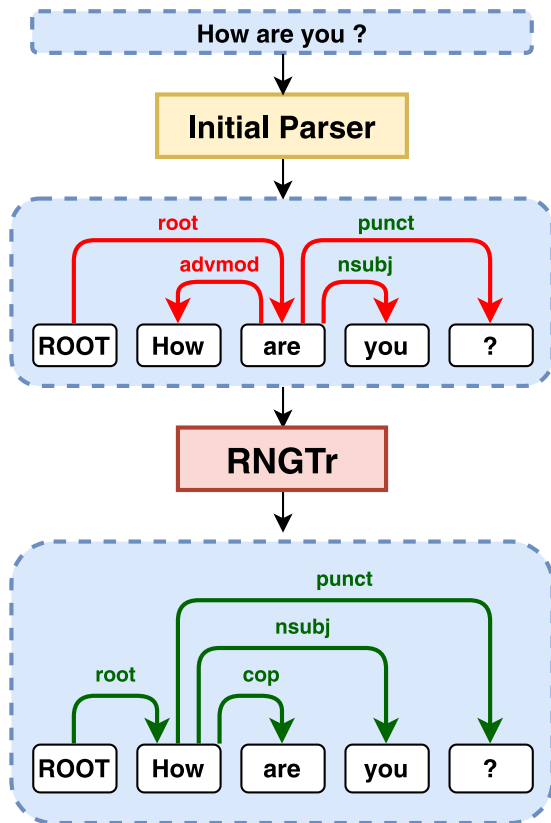 How are you ?
Initial Parser
root punct
advmod nsubj
ROOT How are you ?
RNGTr
punct
nsubj
root cop
ROOT How are you ?